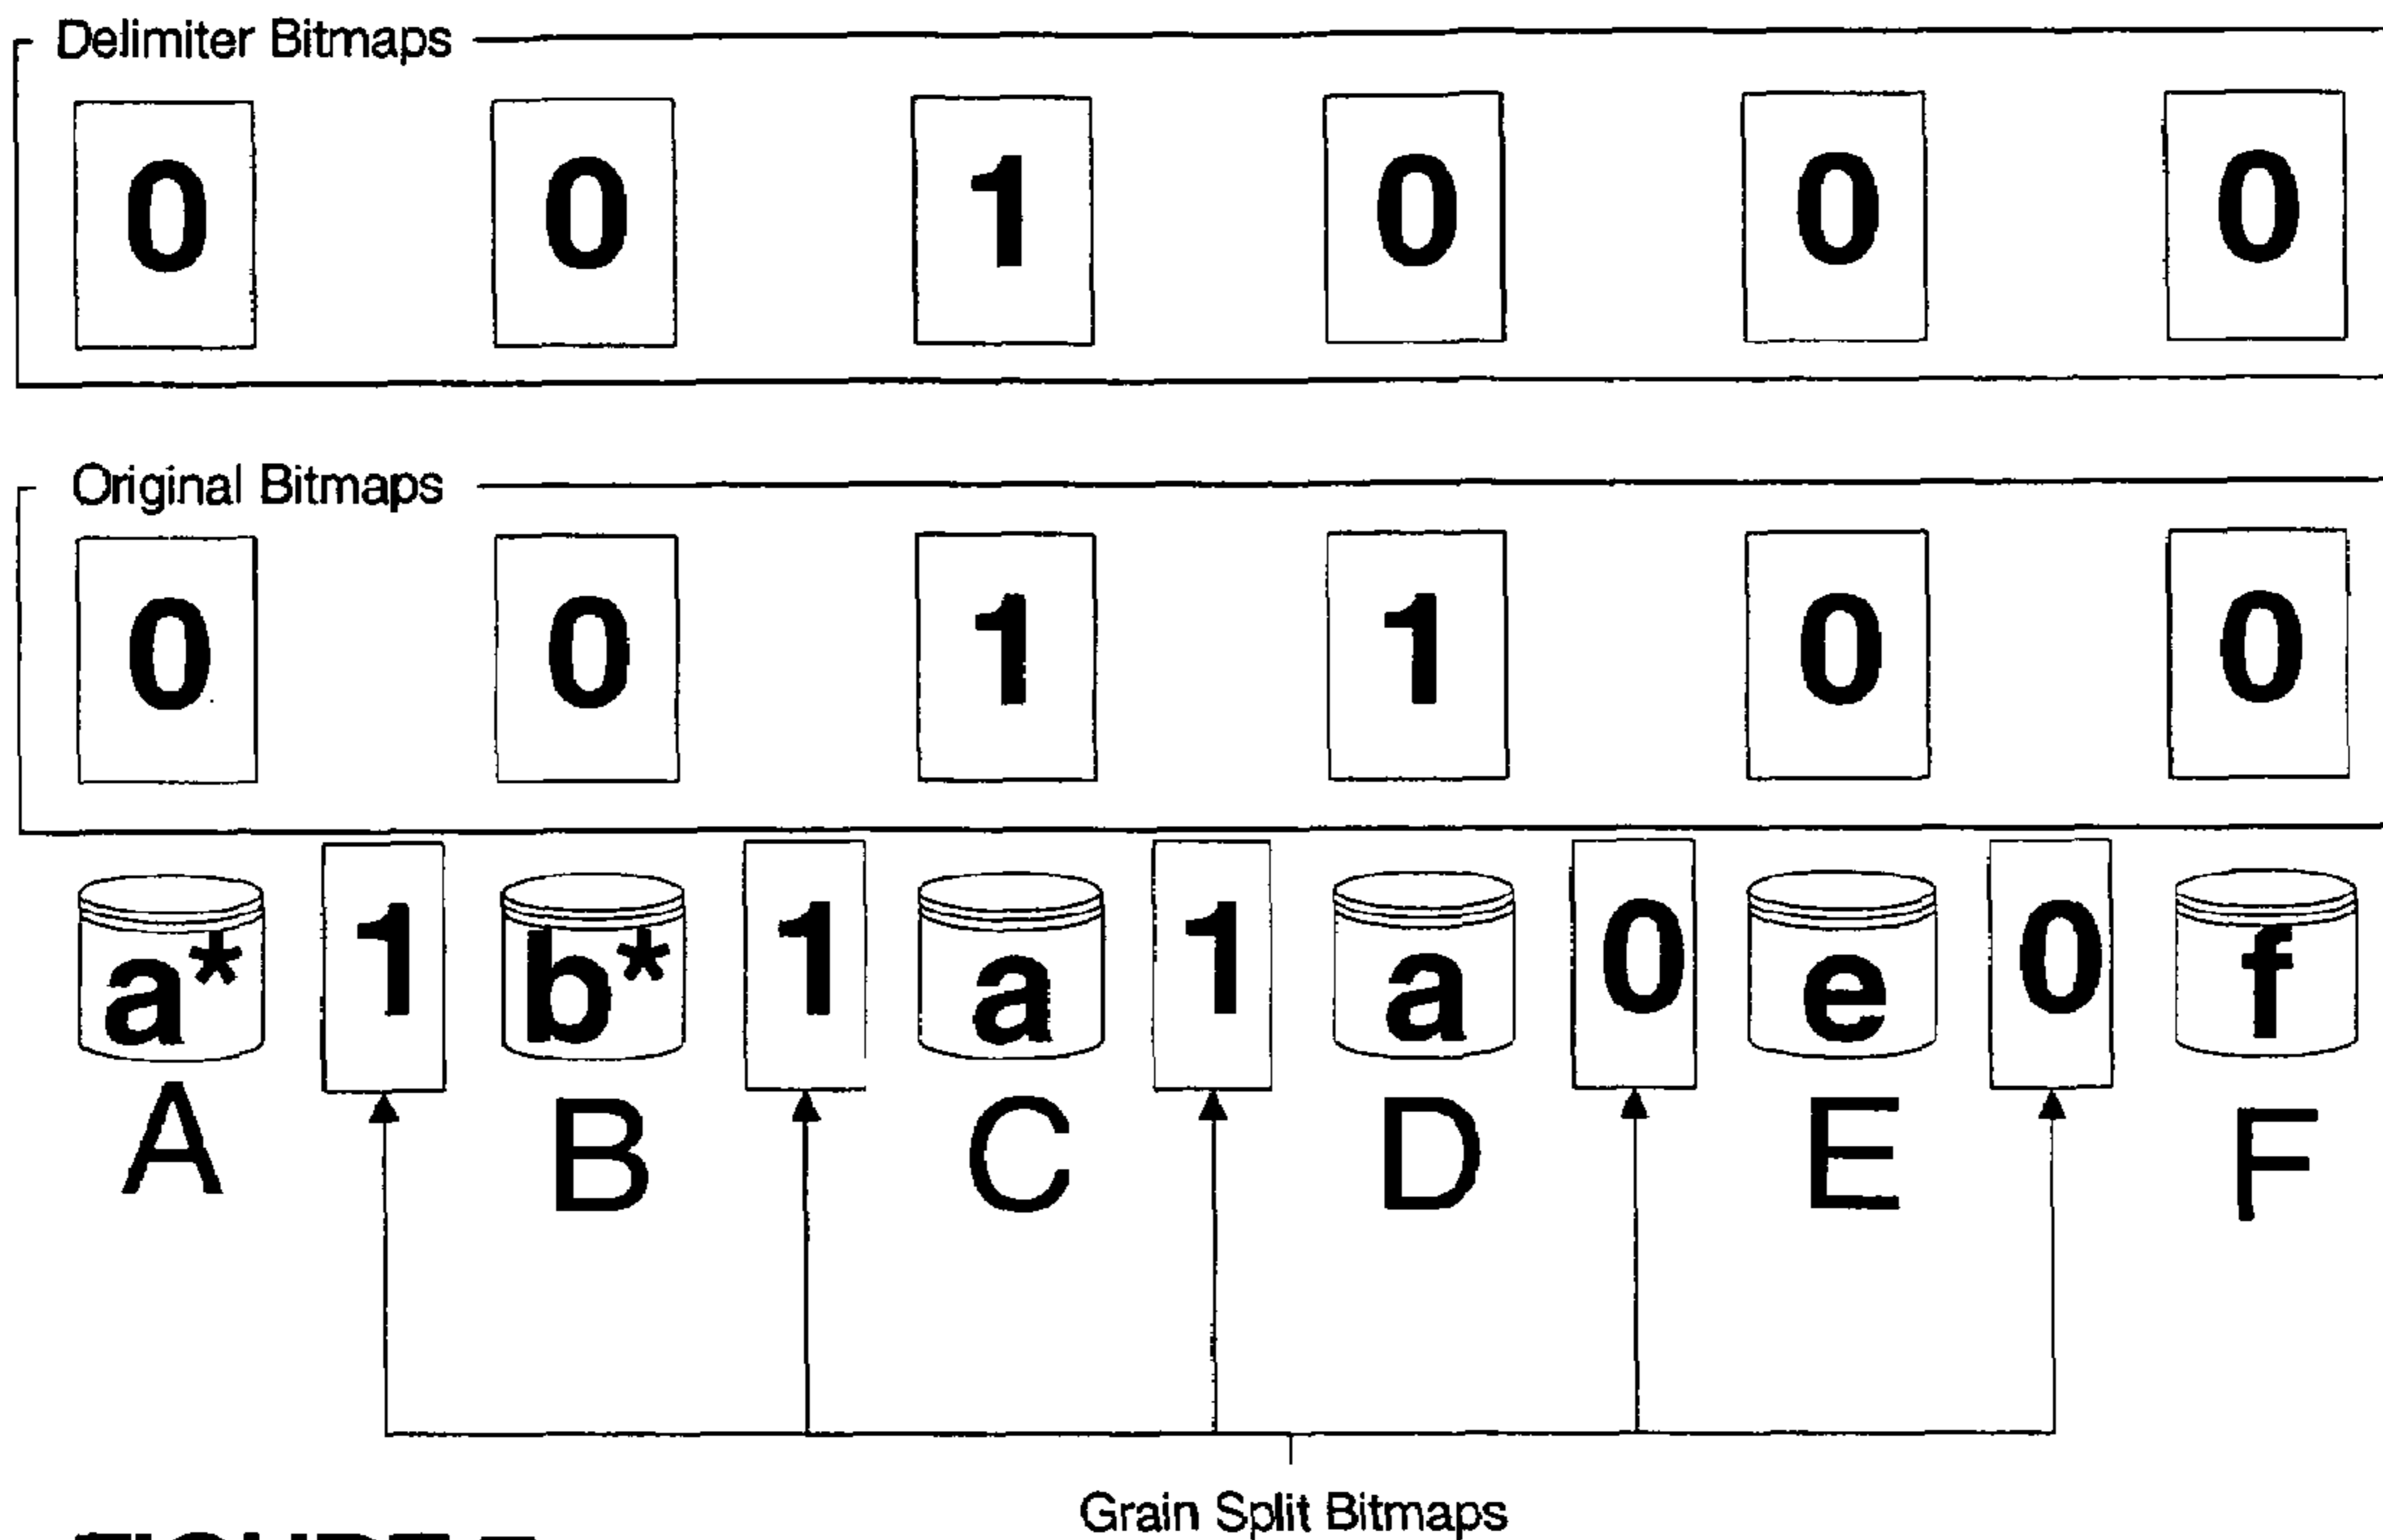 Delimiter Bitmaps
0 0 1 0 0 0
Original Bitmaps
0 0 1 1 0 0
a* 1 b* 1 a 1 a 0 e 0 f
A B C D E F
Grain Split Bitmaps